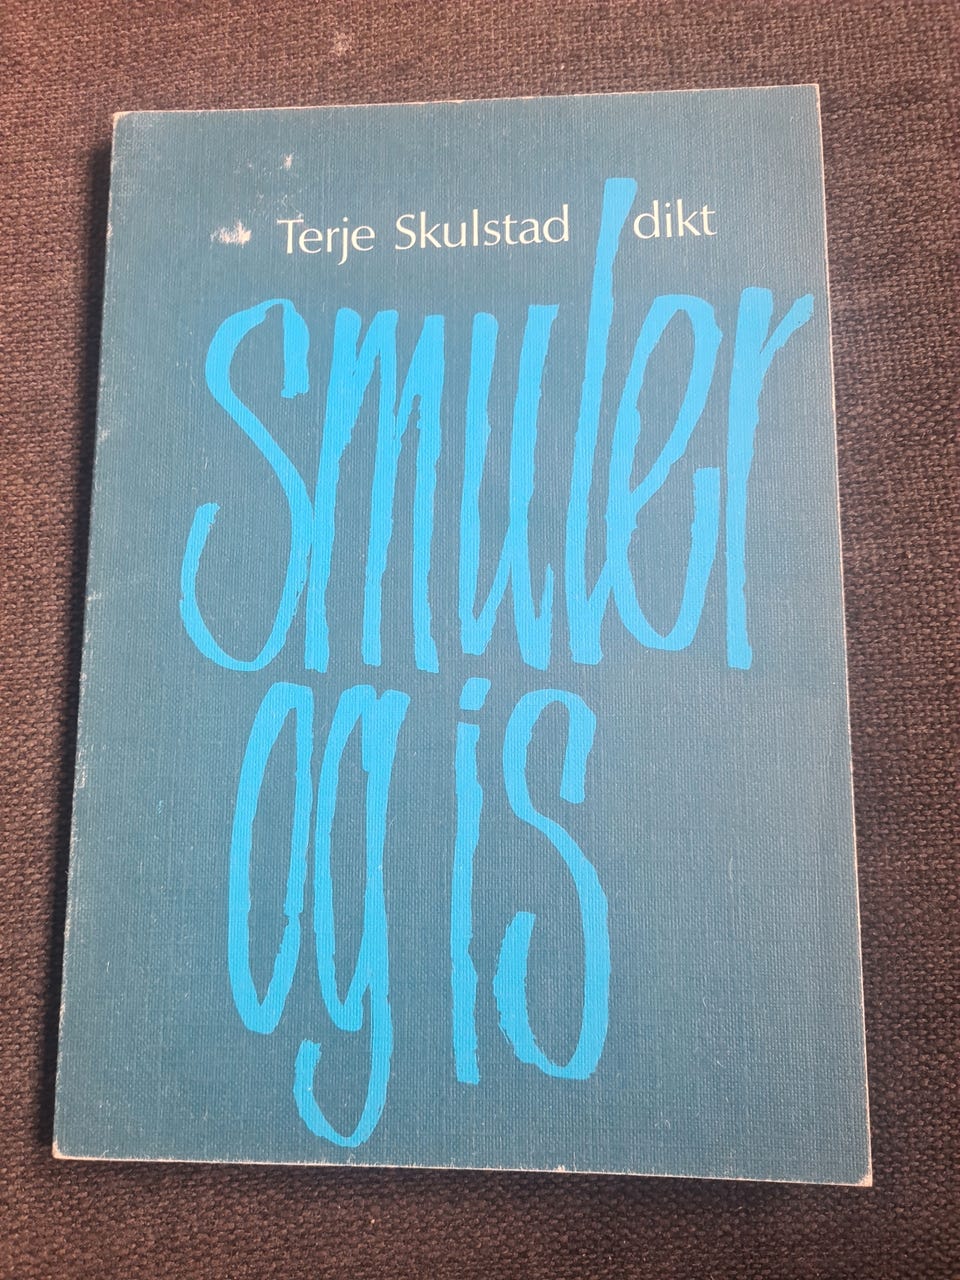 Terje Skulstad dikt
smuler
og is